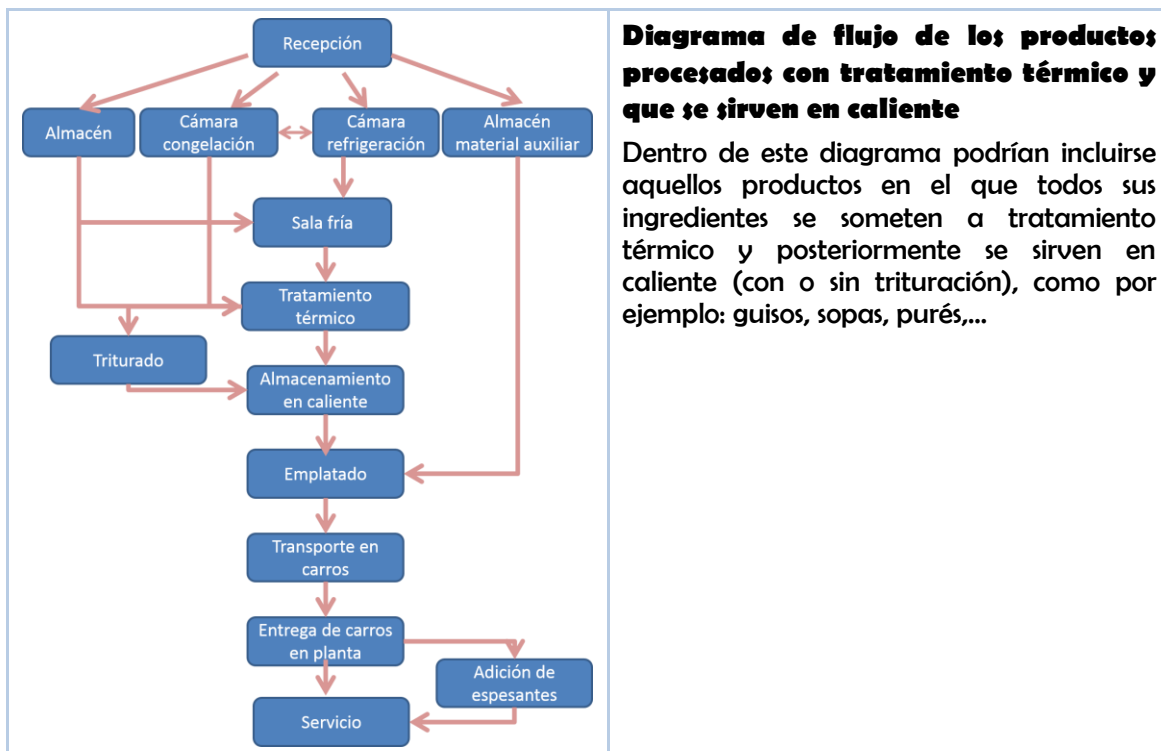 Recepción
Almacén
Cámara
congelación
Cámara
refrigeración
Almacén
material auxiliar
Sala fría
Tratamiento
térmico
Triturado
Almacenamiento
en caliente
Emplatado
Transporte en
carros
Entrega de carros
en planta
Adición de
espesantes
Servicio
Diagrama de flujo de los productos
procesados con tratamiento térmico y
que se sirven en caliente
Dentro de este diagrama podrían incluirse
aquellos productos en el que todos sus
ingredientes se someten a tratamiento
térmico y posteriormente se sirven en
caliente (con o sin trituración), como por
ejemplo: guisos, sopas, purés,...